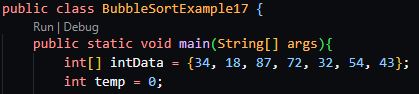 public class BubbleSortExample17 {
Run | Debug
public static void main(String[] args){
int[] intData = {34, 18, 87, 72, 32, 54, 43};
int temp = 0;